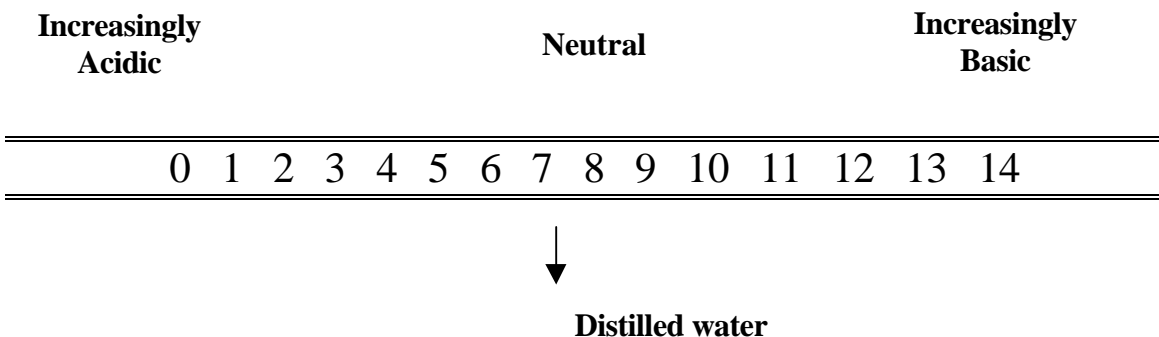 Increasingly
Acidic
Neutral
Increasingly
Basic
0 1 2 3 4 5 6 7 8 9 10 11 12 13 14
Distilled water